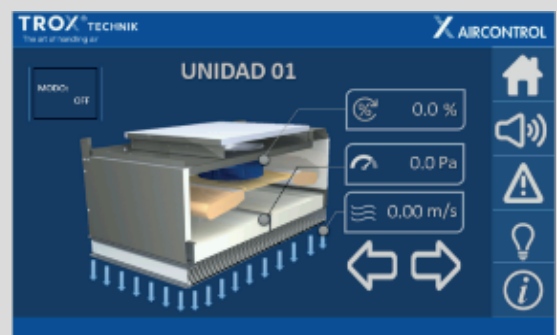 TROX® TECHNIK
The art of handling air
X AIRCONTROL
UNIDAD 01
MODO:
OFF
% 0.0 %
0.0 Pa
0.00 m/s
i